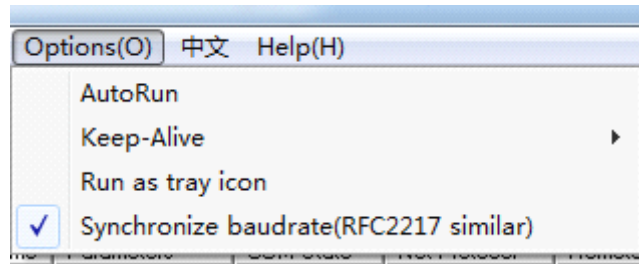 Options(O) 中文 Help(H)
AutoRun
Keep-Alive
Run as tray icon
Synchronize baudrate(RFC2217 similar)